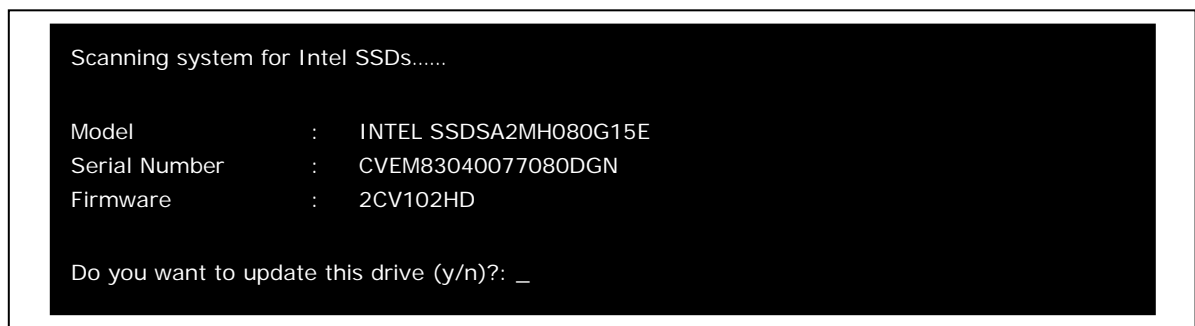 Scanning system for Intel SSDs......
Model : INTEL SSDSA2MH080G15E
Serial Number : CVEM83040077080DGN
Firmware : 2CV102HD
Do you want to update this drive (y/n)?: _